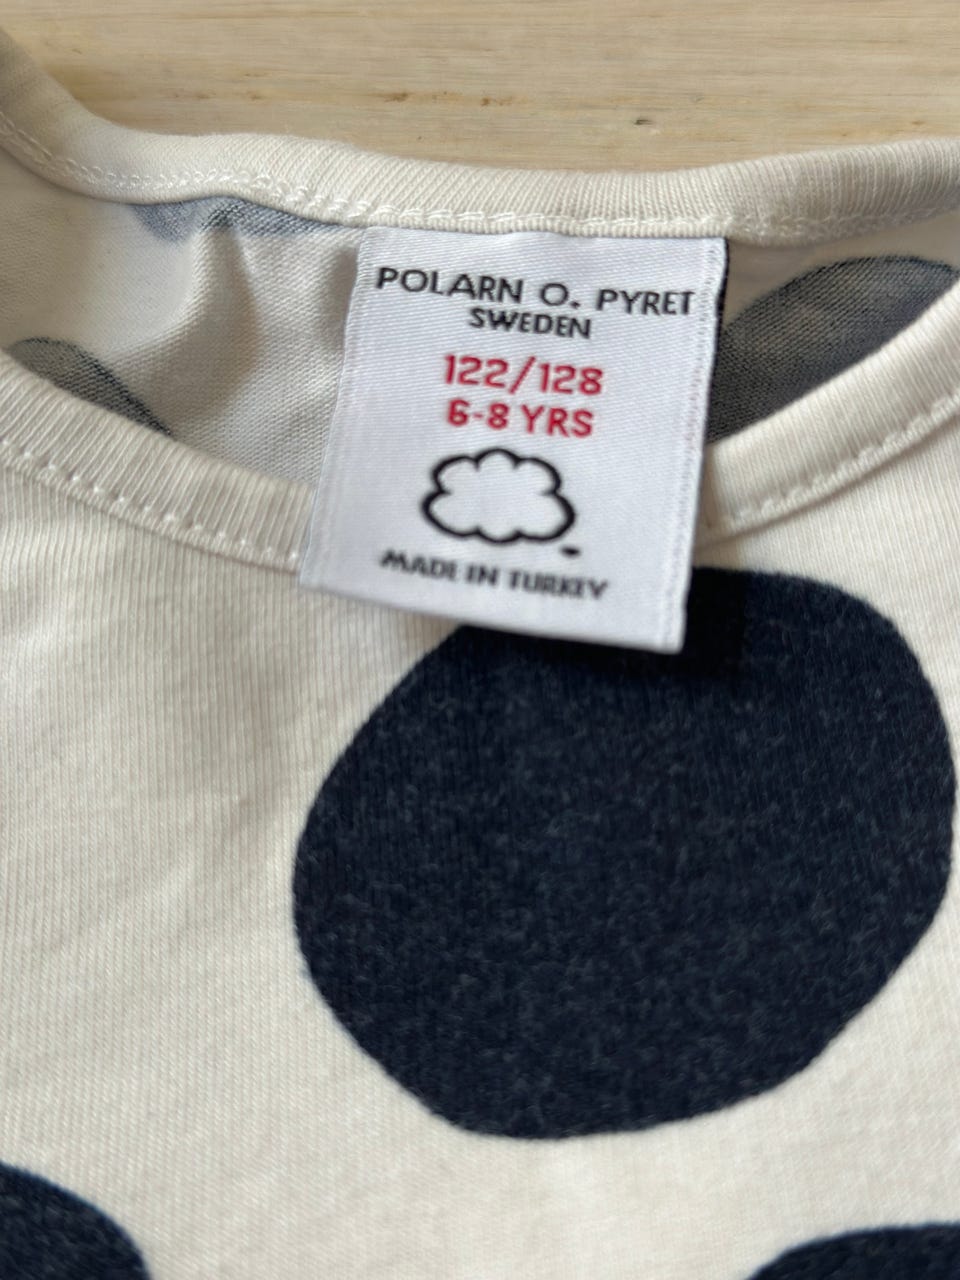 POLARN O. PYRET
SWEDEN
122/128
6-8 YRS
MADE IN TURKEY